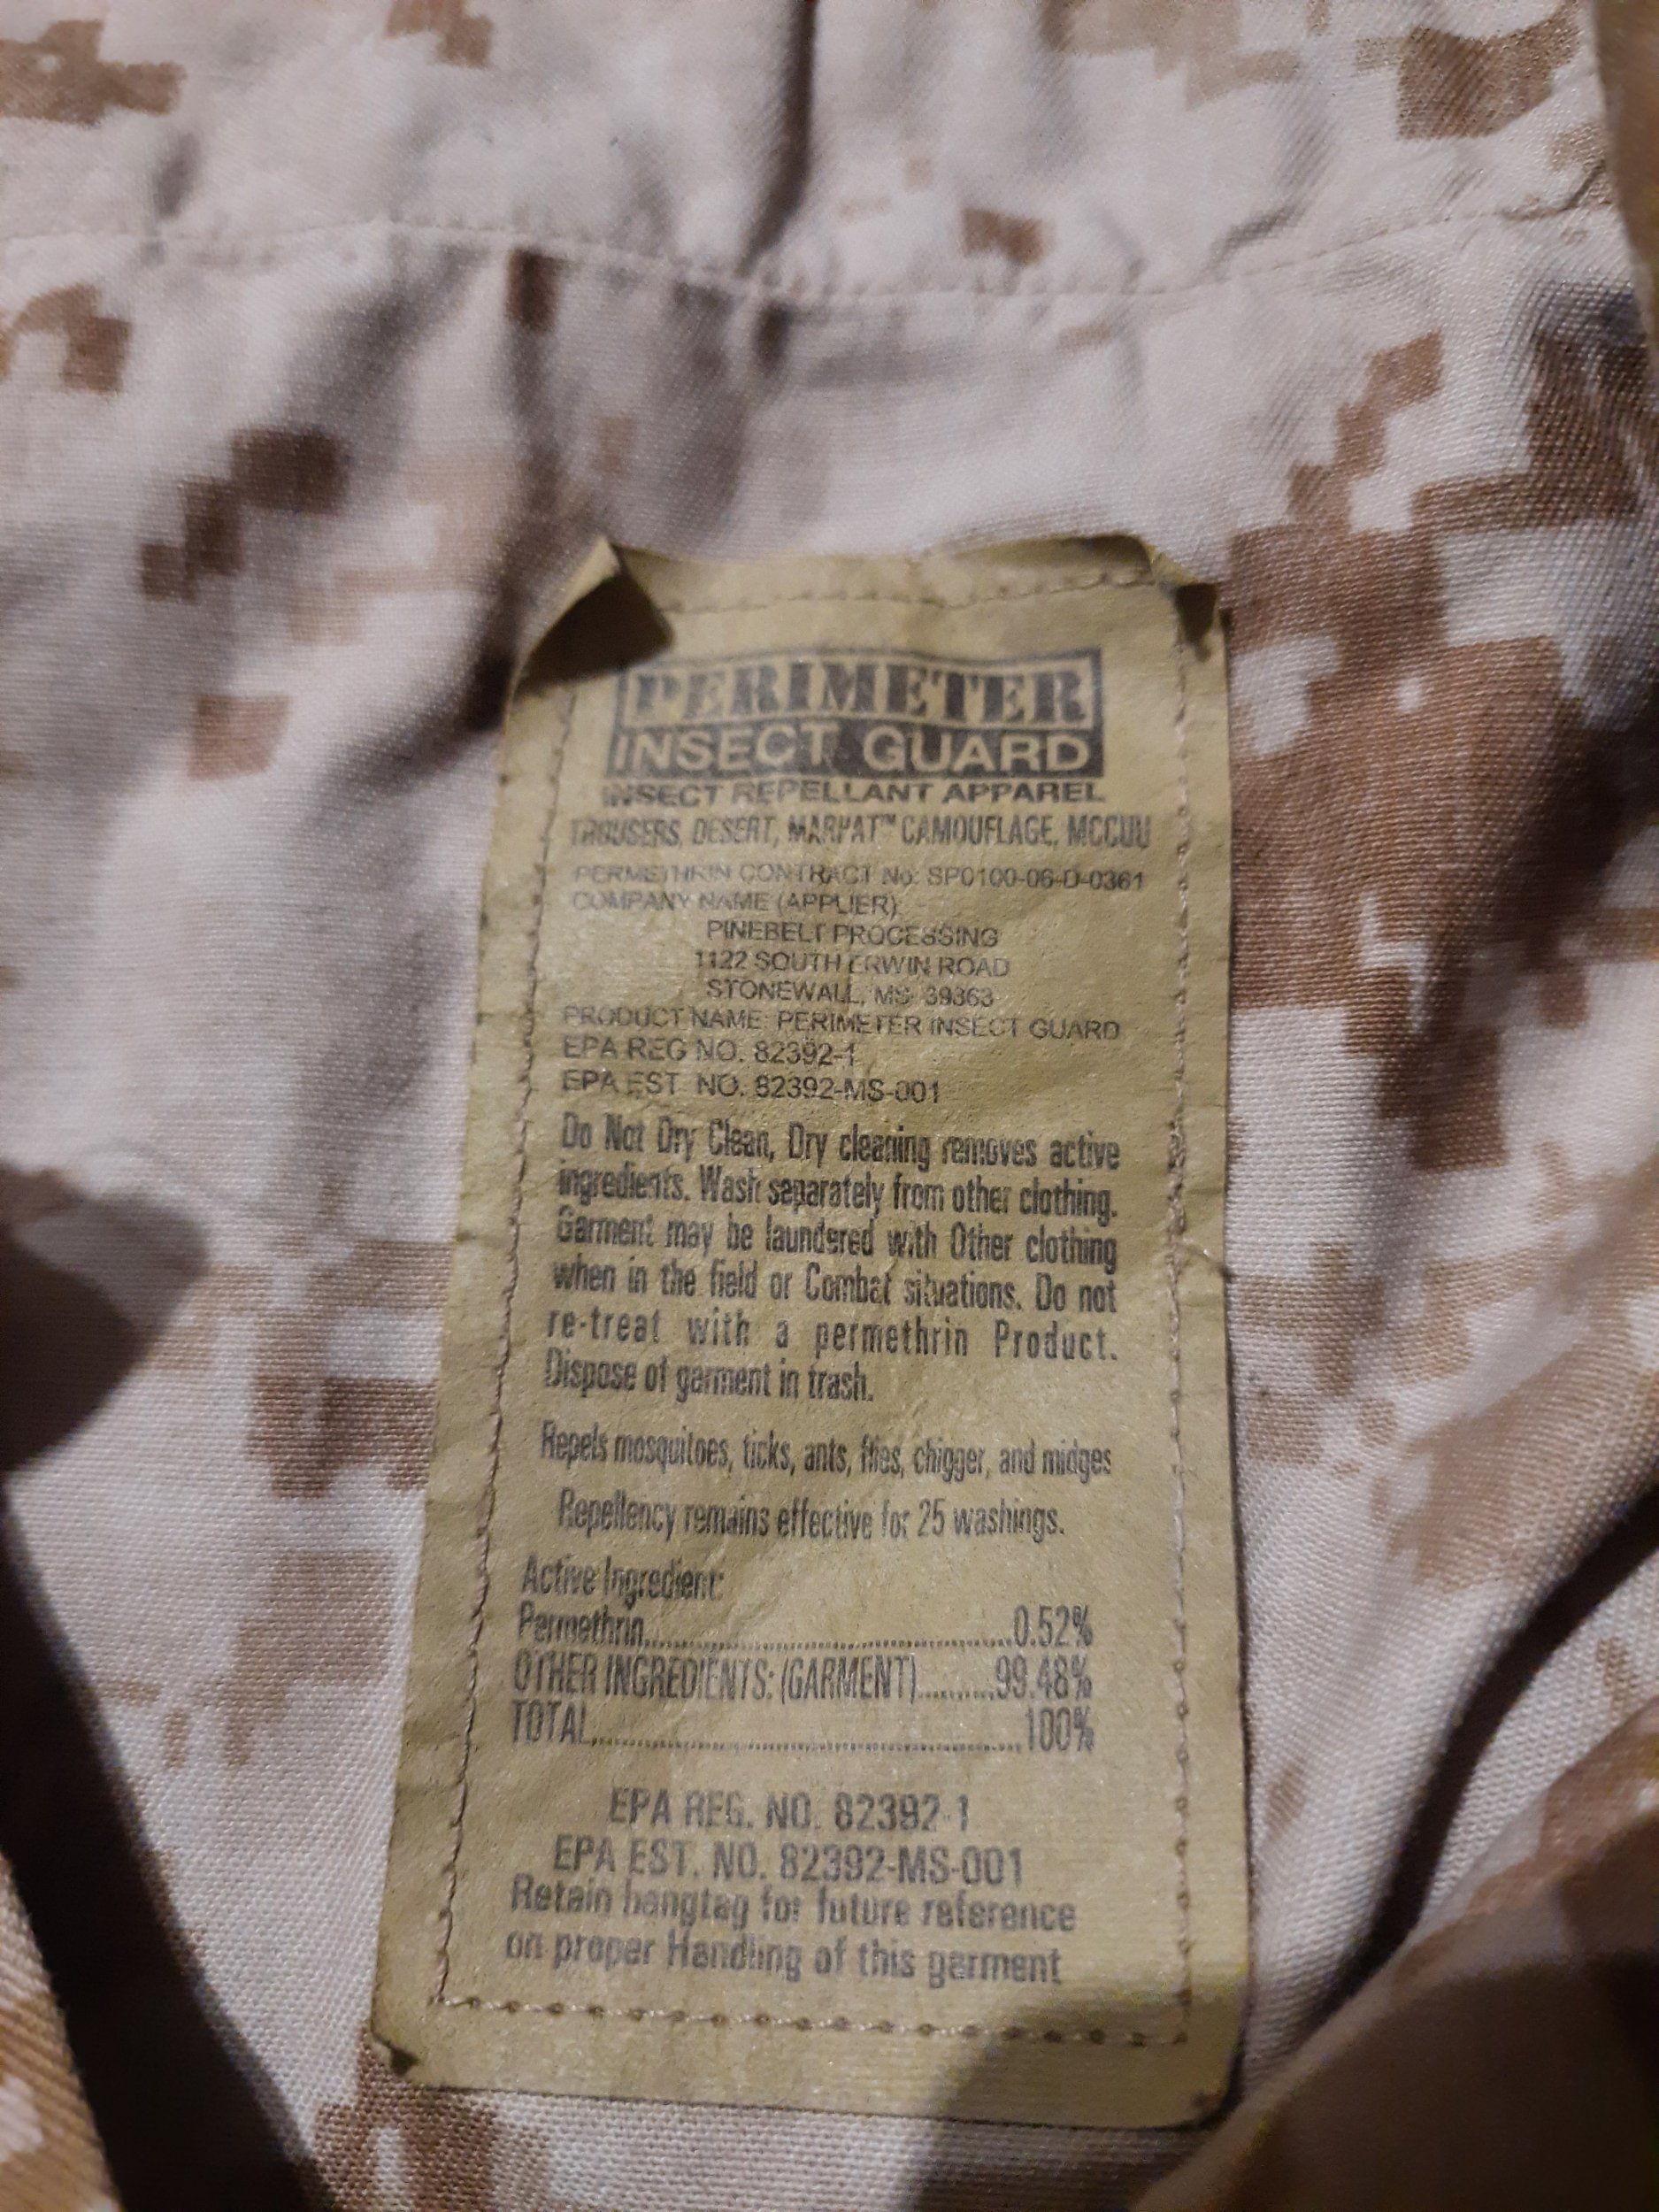 PERIMETER
INSECT GUARD
INSECT REPELLANT APPAREL
TROUSERS, DESERT, MARPAT™ CAMOUFLAGE, MCCUU
PERMETHRIN CONTRACT No: SP0100-06-D-0361
COMPANY NAME (APPLIER)
PINEBELT PROCESSING
1122 SOUTH ERWIN ROAD
STONEWALL, MS 39363
PRODUCT NAME: PERIMETER INSECT GUARD
EPA REG NO. 82392-1
EPA EST. NO. 82392-MS-001
Do Not Dry Clean, Dry cleaning removes active
ingredients. Wash separately from other clothing.
Garment may be laundered with Other clothing
when in the field or Combat situations. Do not
re-treat with a permethrin Product.
Dispose of garment in trash.
Repels mosquitoes, ticks, ants, flies, chigger, and midges
Repellency remains effective for 25 washings.
Active Ingredient:
Permethrin..........0.52%
OTHER INGREDIENTS: (GARMENT)..........99.48%
TOTAL..........100%
EPA REG. NO. 82392-1
EPA EST. NO. 82392-MS-001
Retain hangtag for future reference
on proper Handling of this garment